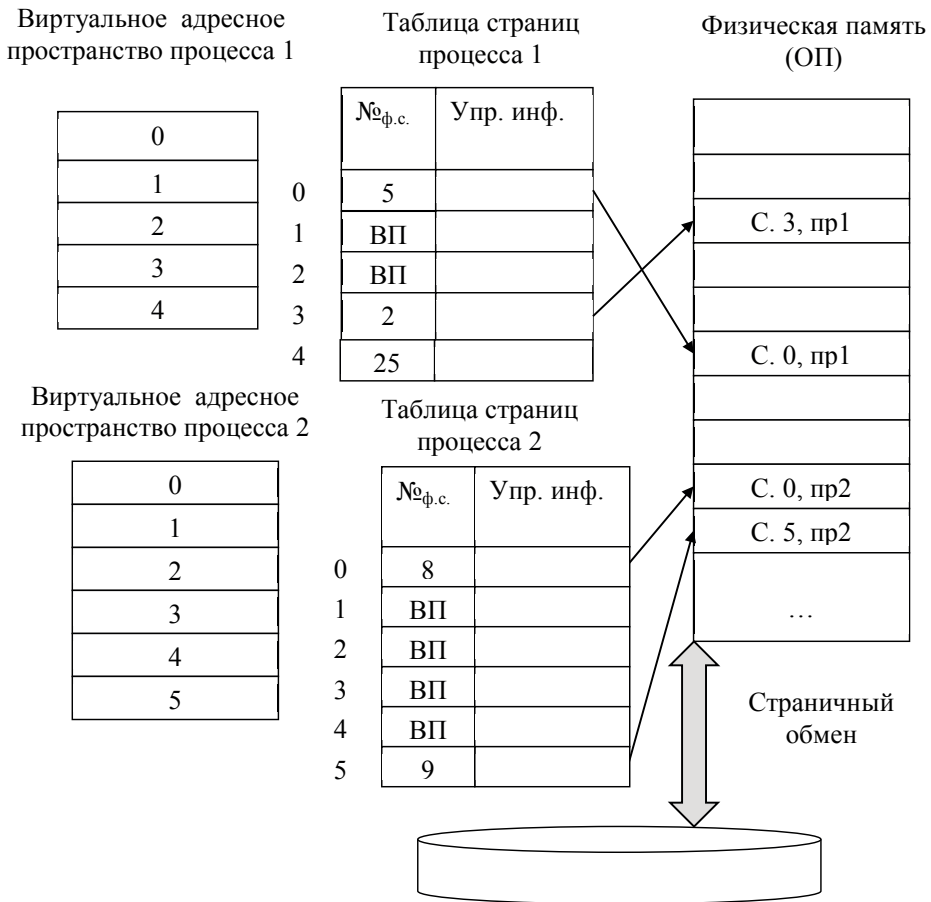 Виртуальное адресное
пространство процесса 1
Таблица страниц
процесса 1
Физическая память
(ОП)
0
1
2
3
4
№ф.с. Упр. инф.
0 5
1 ВП
2 ВП
3 2
4 25
С. 3, пр1
С. 0, пр1
С. 0, пр2
С. 5, пр2
…
Виртуальное адресное
пространство процесса 2
Таблица страниц
процесса 2
0
1
2
3
4
5
№ф.с. Упр. инф.
0 8
1 ВП
2 ВП
3 ВП
4 ВП
5 9
Страничный
обмен